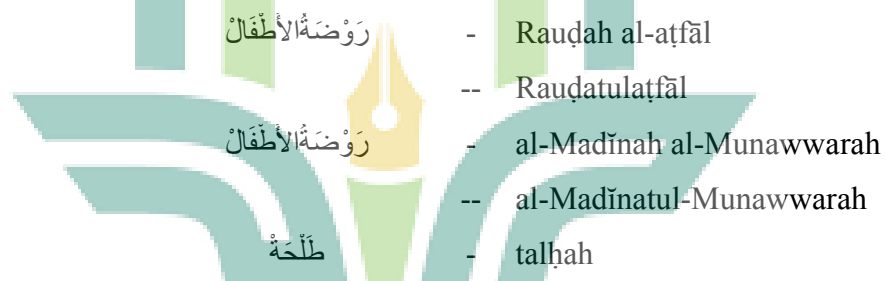 رَوْضَةُالأَطْفَالْ - Rauḍah al-aṭfāl
-- Rauḍatulaṭfāl
رَوْضَةُالأَطْفَالْ - al-Madĭnah al-Munawwarah
-- al-Madĭnatul-Munawwarah
طَلْحَةْ - talḥah